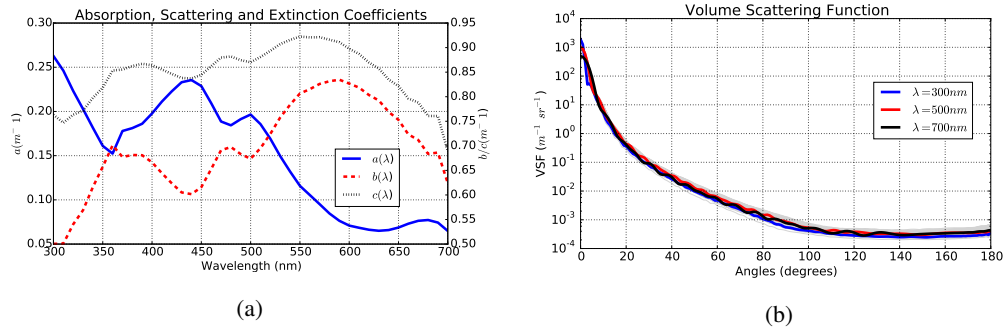 Absorption, Scattering and Extinction Coefficients
0.30
0.25
0.20
0.15
0.10
0.05
a(m⁻ 1)
0.95
0.90
0.85
0.80
0.75
0.70
0.65
0.60
0.55
0.50
b/c(m⁻1)
a(λ)
b(λ)
c(λ)
300 350 400 450 500 550 600 650 700
Wavelength (nm)
(a)
Volume Scattering Function
10⁴
10³
10²
10¹
10⁰
10⁻¹
10⁻²
10⁻³
10⁻⁴
VSF (m⁻¹ sr⁻¹)
λ=300nm
λ=500nm
λ=700nm
0 20 40 60 80 100 120 140 160 180
Angles (degrees)
(b)